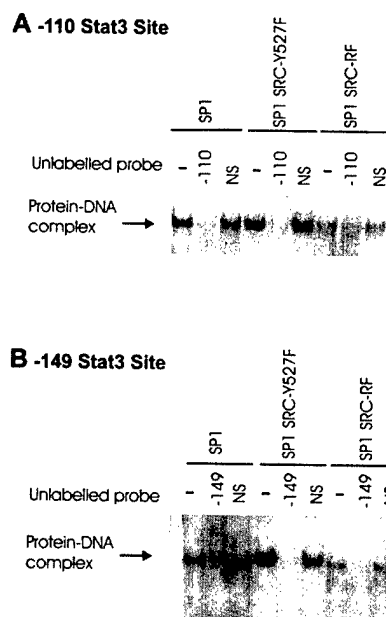 A -110 Stat3 Site
SP1
SP1 SRC-Y527F
SP1 SRC-RF
Unlabelled probe
- -110 NS - -110 NS - -110 NS
Protein-DNA
complex
B -149 Stat3 Site
SP1
SP1 SRC-Y527F
SP1 SRC-RF
Unlabelled probe
- -149 NS - -149 NS - -149
Protein-DNA
complex